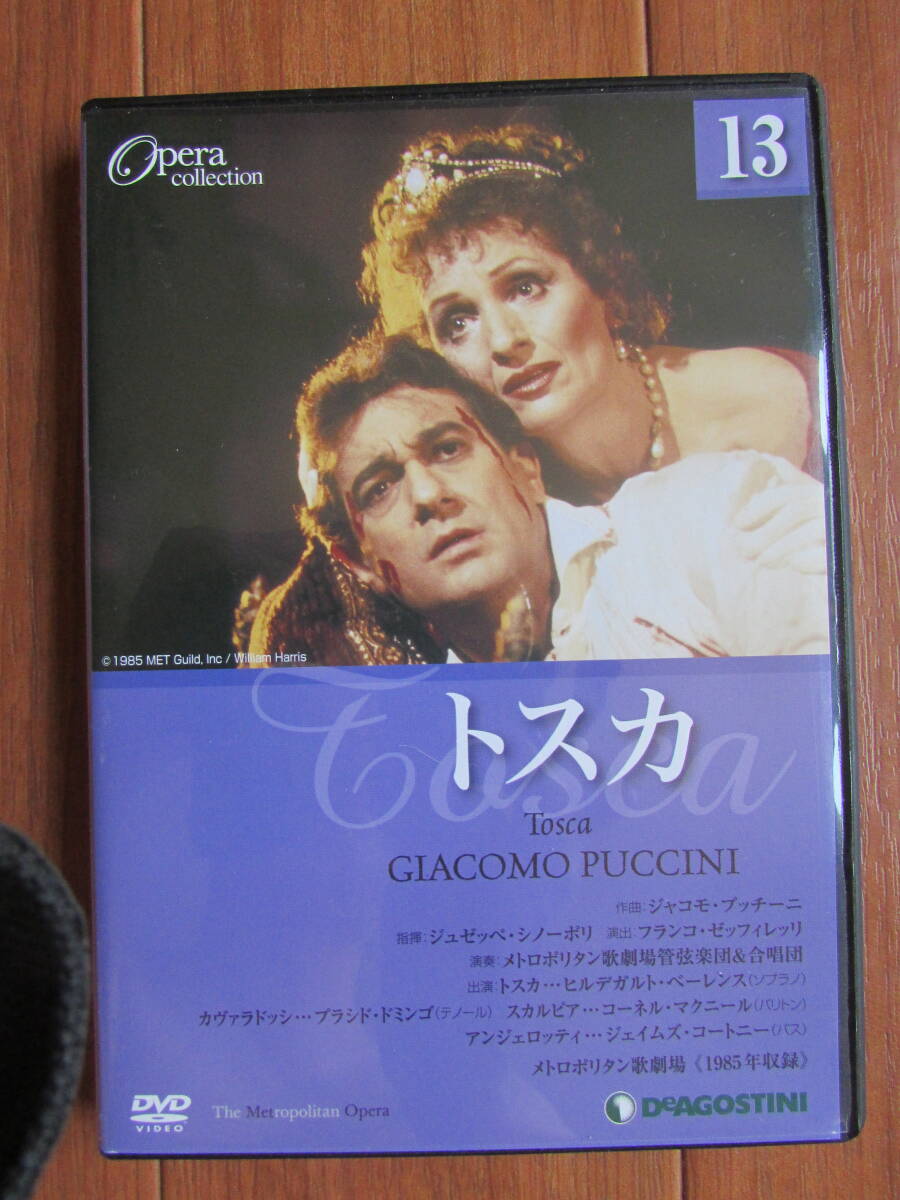 Opera
collection
13
© 1985 MET Guild, Inc / William Harris
Tosca
トスカ
Tosca
GIACOMO PUCCINI
作曲：ジャコモ・プッチーニ
指揮：ジュゼッペ・シノーポリ 演出：フランコ・ゼッフィレッリ
演奏：メトロポリタン歌劇場管弦楽団&合唱団
出演：トスカ…ヒルデガルト・ベーレンス（ソプラノ）
カヴァラドッシ…プラシド・ドミンゴ（テノール） スカルピア…コーネル・マクニール（バリトン）
アンジェロッティ…ジェイムズ・コートニー（バス）
メトロポリタン歌劇場《1985年収録》
DVD
VIDEO
The Metropolitan Opera
DeAGOSTINI